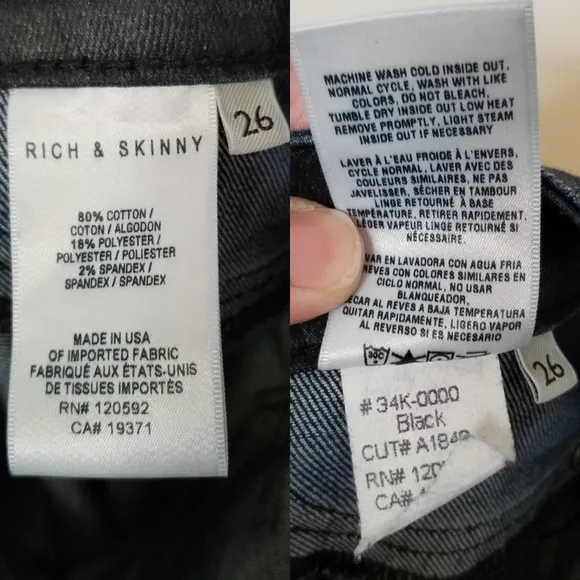 RICH & SKINNY
26
80% COTTON /
COTON / ALGODON
18% POLYESTER /
POLYESTER / POLIESTER
2% SPANDEX /
SPANDEX / SPANDEX
MADE IN USA
OF IMPORTED FABRIC
FABRIQUÉ AUX ÉTATS-UNIS
DE TISSUES IMPORTÉS
RN# 120592
CA# 19371
MACHINE WASH COLD INSIDE OUT,
NORMAL CYCLE, WASH WITH LIKE
COLORS, DO NOT BLEACH,
TUMBLE DRY INSIDE OUT LOW HEAT
REMOVE PROMPTLY, LIGHT STEAM
INSIDE OUT IF NECESSARY
LAVER À L'EAU FROIDE À L'ENVERS,
CYCLE NORMAL, LAVER AVEC DES
COULEURS SIMILAIRES, NE PAS
JAVELISSER, SÉCHER EN TAMBOUR
LINGE RETOURNÉ À BASE
TEMPÉRATURE, RETIRER RAPIDEMENT.
LÉGER VAPEUR LINGE RETOURNÉ SI
NÉCESSAIRE.
VAR EN LAVADORA CON AGUA FRIA
REVES CON COLORES SIMILARES EN
CICLO NORMAL, NO USAR
BLANQUEADOR,
ECAR AL REVES A BAJA TEMPERATURA
QUITAR RAPIDAMENTE, LIGERO VAPOR
AL REVERSO SI ES NECESARIO
30C
26
# 34K-0000
Black
CUT# A1849
RN# 120
CA#